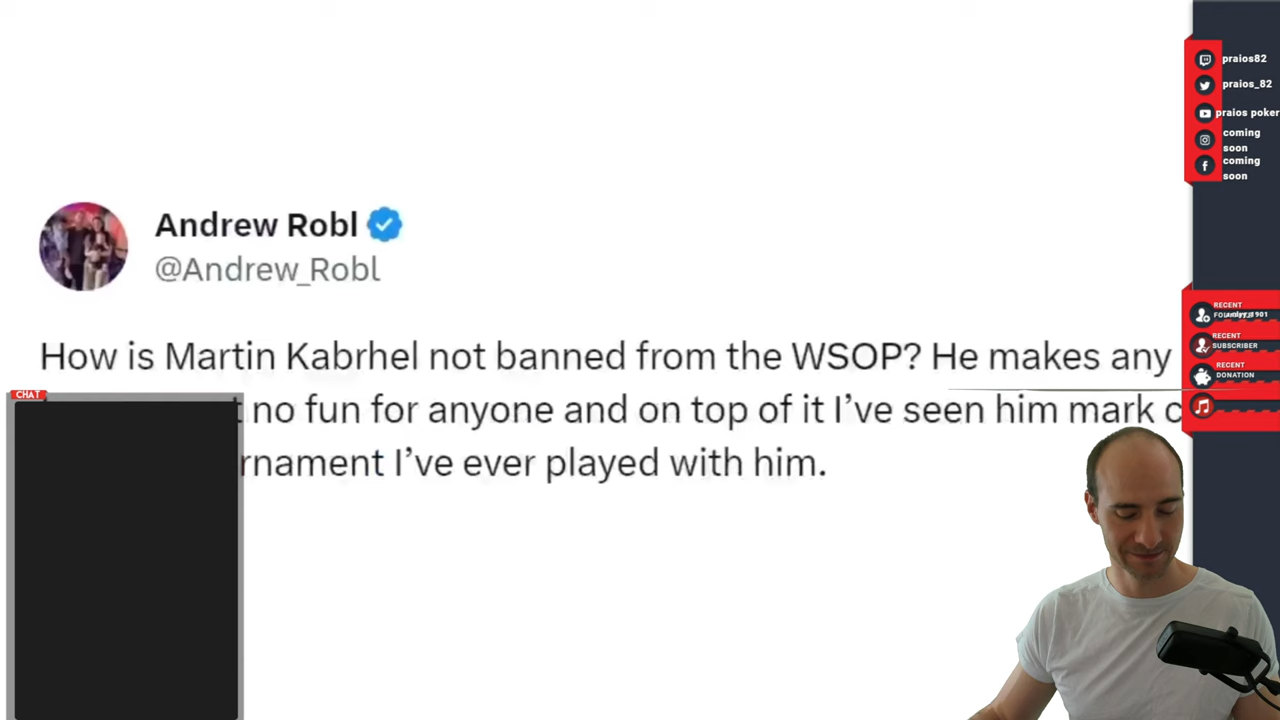 praios82
praios_82
praios poker
coming
soon
coming
soon
Andrew Robl
@Andrew_Robl
How is Martin Kabrhel not banned from the WSOP? He makes any
no fun for anyone and on top of it I've seen him mark c
rnament I've ever played with him.
CHAT
RECENT
RECENT
SUBSCRIBER
RECENT
DONATION